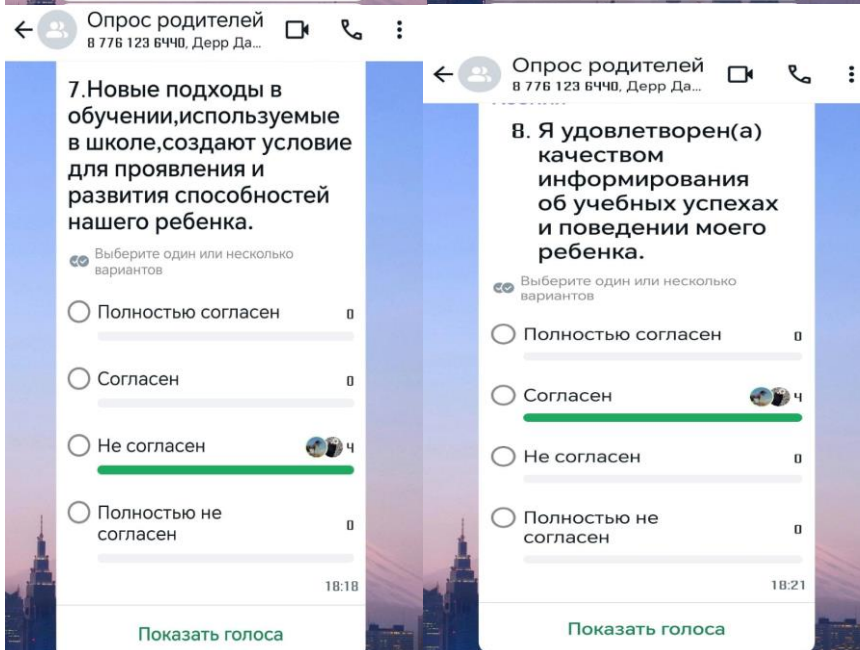 Опрос родителей
8 776 123 6440, Дерр Да...
7.Новые подходы в
обучении,используемые
в школе,создают условие
для проявления и
развития способностей
нашего ребенка.
Выберите один или несколько
вариантов
Полностью согласен 0
Согласен 0
Не согласен 4
Полностью не
согласен 0
18:18
Показать голоса
Опрос родителей
8 776 123 6440, Дерр Да...
8. Я удовлетворен(а)
качеством
информирования
об учебных успехах
и поведении моего
ребенка.
Выберите один или несколько
вариантов
Полностью согласен 0
Согласен 4
Не согласен 0
Полностью не
согласен 0
18:21
Показать голоса